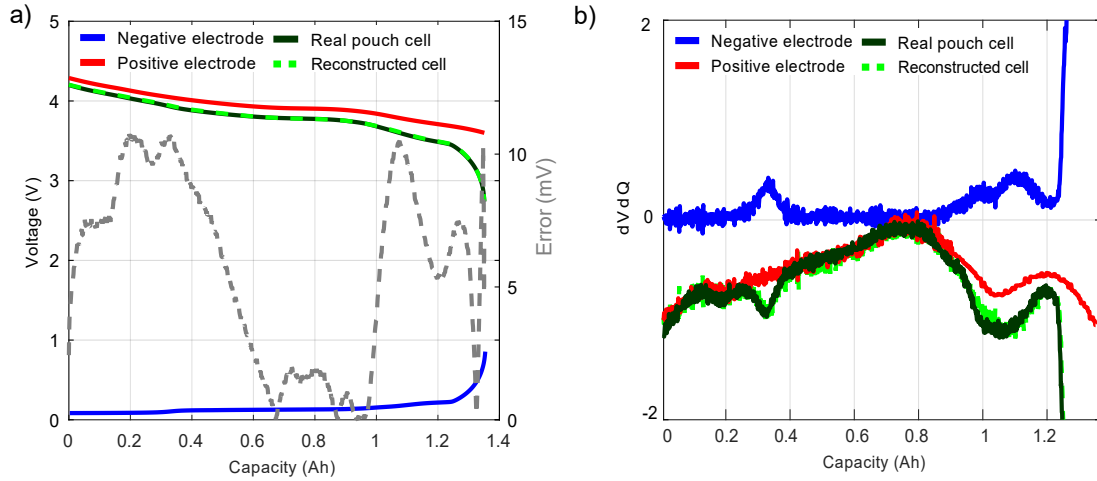 a)
5
4
3
2
1
0
Voltage (V)
Negative electrode
Positive electrode
Real pouch cell
Reconstructed cell
15
10
5
0
Error (mV)
0 0.2 0.4 0.6 0.8 1 1.2 1.4
Capacity (Ah)
b)
2
0
-2
dVdQ
Negative electrode
Positive electrode
Real pouch cell
Reconstructed cell
0 0.2 0.4 0.6 0.8 1 1.2
Capacity (Ah)